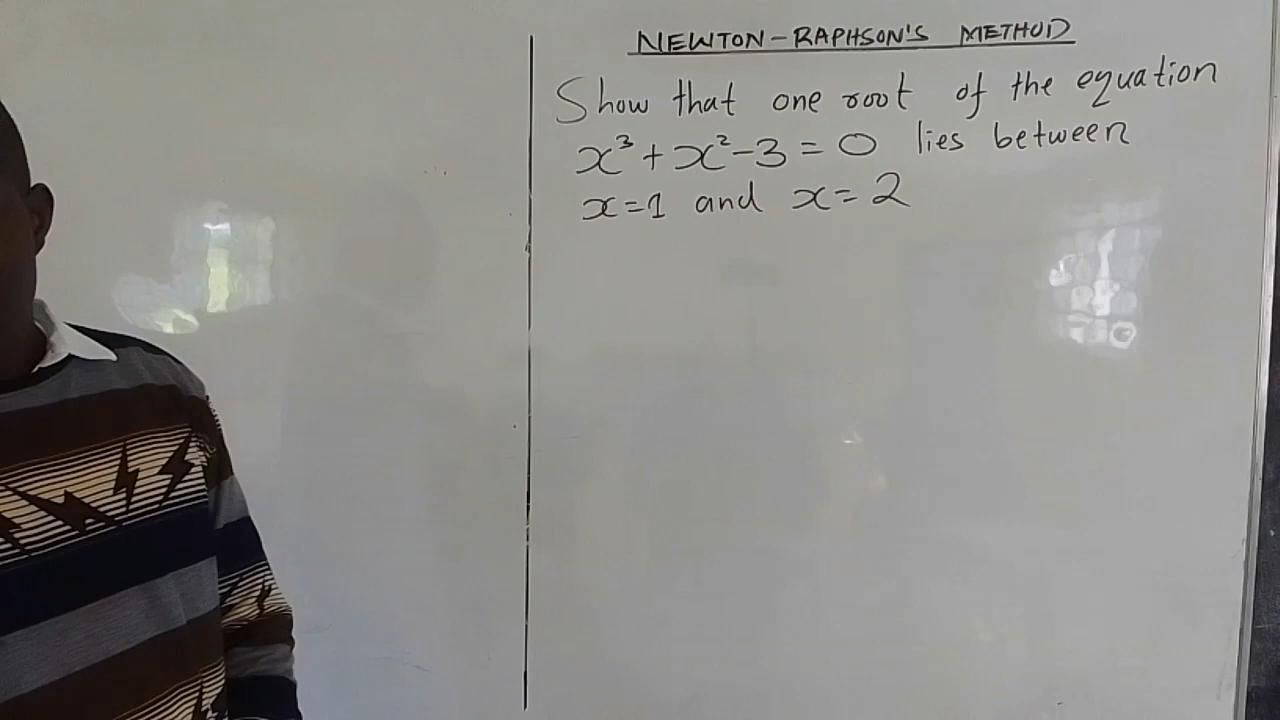 NEWTON-RAPHSON'S METHOD
Show that one root of the equation
x³ + x² - 3 = 0 lies between
x = 1 and x = 2